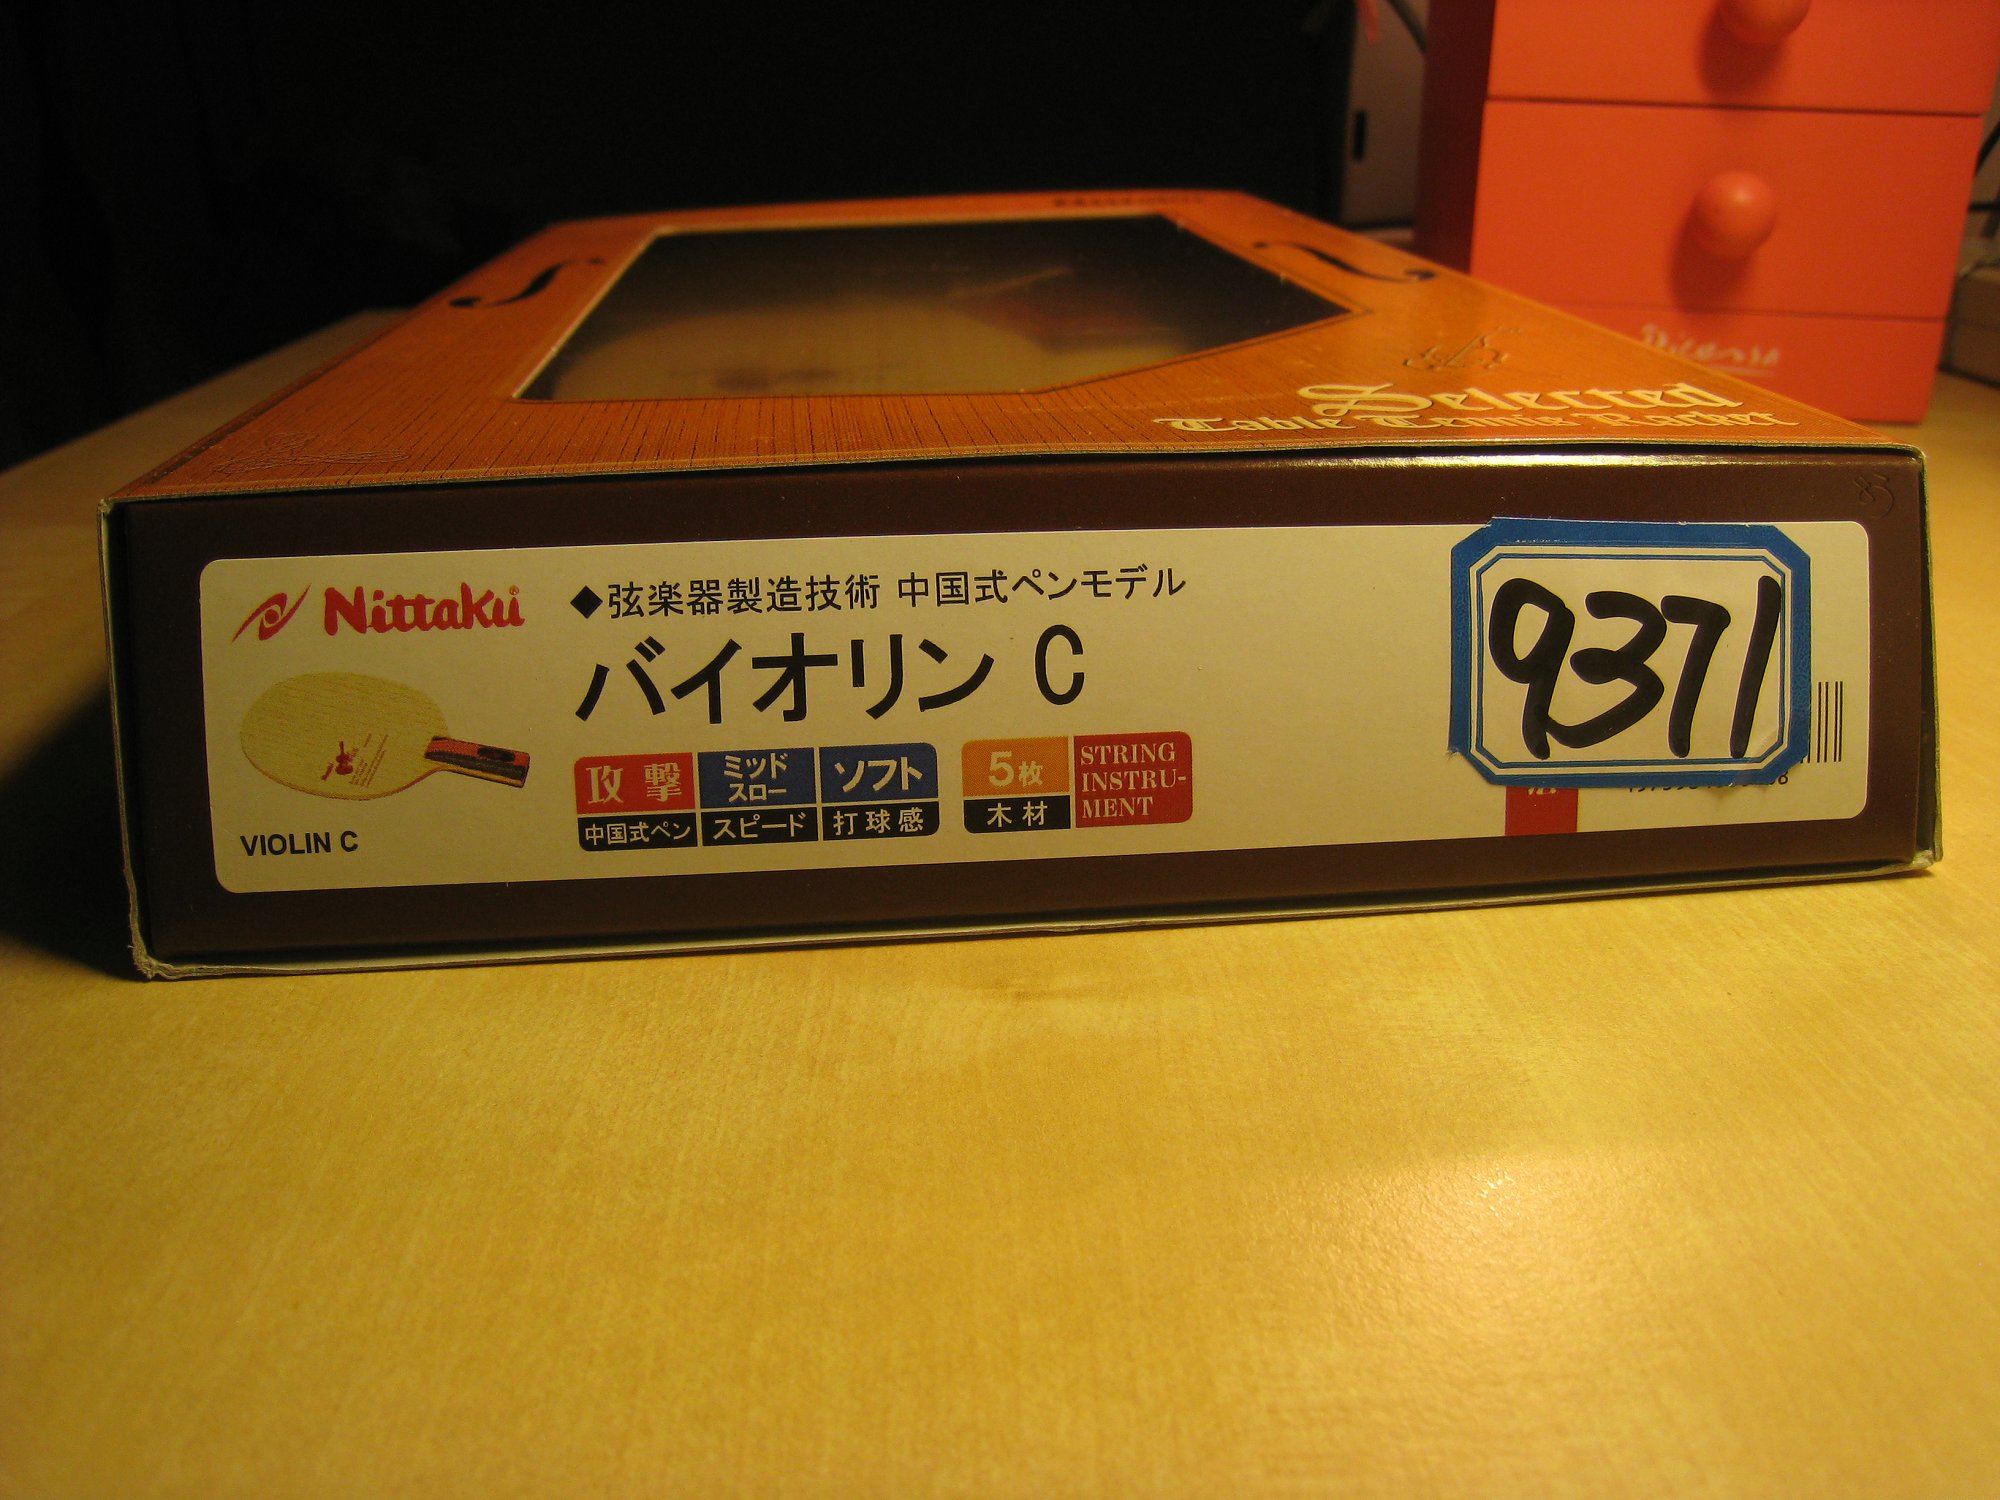 Selected
Table Tennis Racket
Nittaku
◆弦楽器製造技術 中国式ペンモデル
バイオリン C
攻撃
中国式ペン
ミッド
スロー
スピード
ソフト
打球感
5枚
木材
STRING
INSTRU-
MENT
VIOLIN C
9371